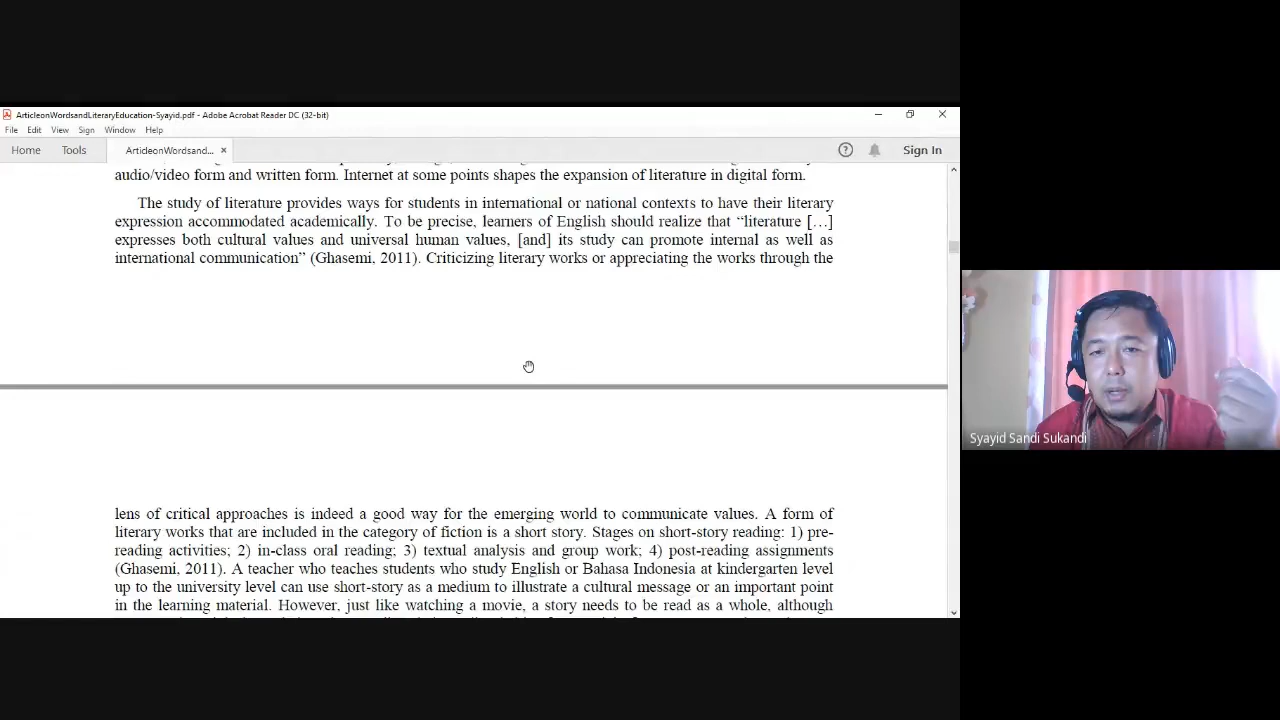 ArticleonWordsandLiteraryEducation-Syayid.pdf - Adobe Acrobat Reader DC (32-bit)
File Edit View Sign Window Help
Home Tools ArticleonWordsand... × ? Sign In
audio/video form and written form. Internet at some points shapes the expansion of literature in digital form.
The study of literature provides ways for students in international or national contexts to have their literary
expression accommodated academically. To be precise, learners of English should realize that “literature […]
expresses both cultural values and universal human values, [and] its study can promote internal as well as
international communication” (Ghasemi, 2011). Criticizing literary works or appreciating the works through the
lens of critical approaches is indeed a good way for the emerging world to communicate values. A form of
literary works that are included in the category of fiction is a short story. Stages on short-story reading: 1) pre-
reading activities; 2) in-class oral reading; 3) textual analysis and group work; 4) post-reading assignments
(Ghasemi, 2011). A teacher who teaches students who study English or Bahasa Indonesia at kindergarten level
up to the university level can use short-story as a medium to illustrate a cultural message or an important point
in the learning material. However, just like watching a movie, a story needs to be read as a whole, although
Syayid Sandi Sukandi